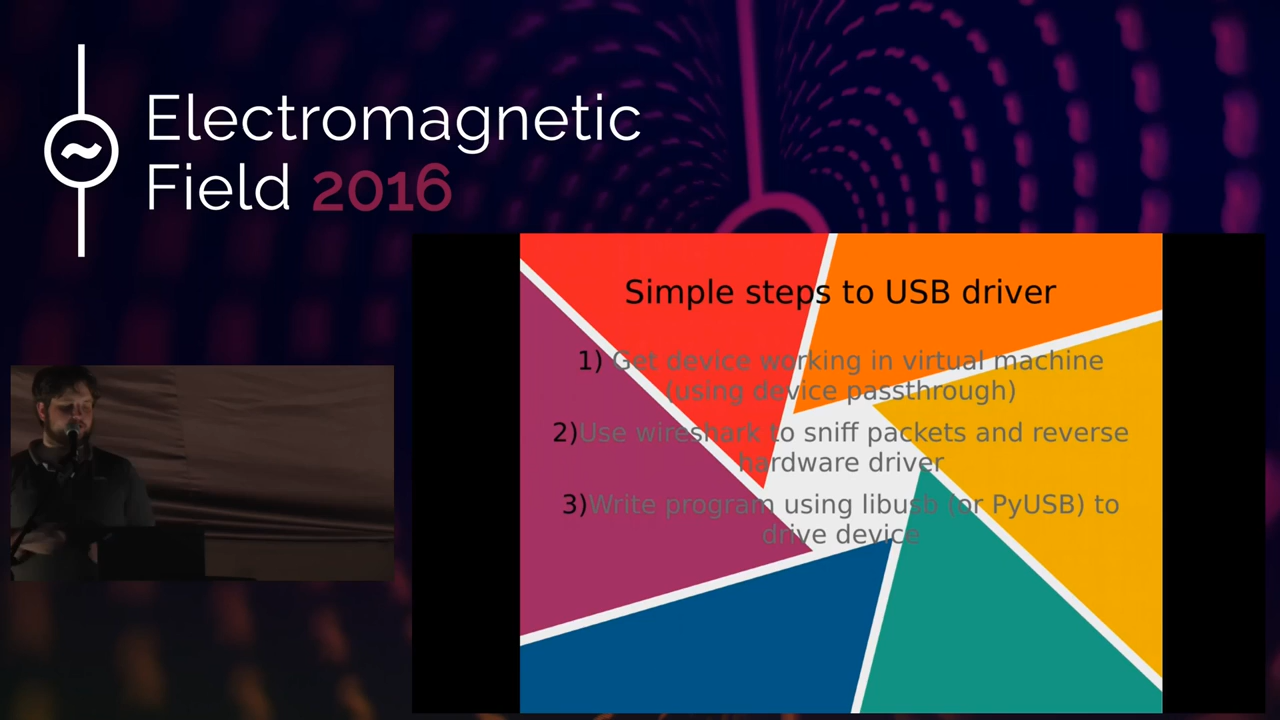 Electromagnetic
Field 2016
Simple steps to USB driver
1) Get device working in virtual machine
(using device passthrough)
2)Use wireshark to sniff packets and reverse
hardware driver
3)Write program using libusb (or PyUSB) to
drive device